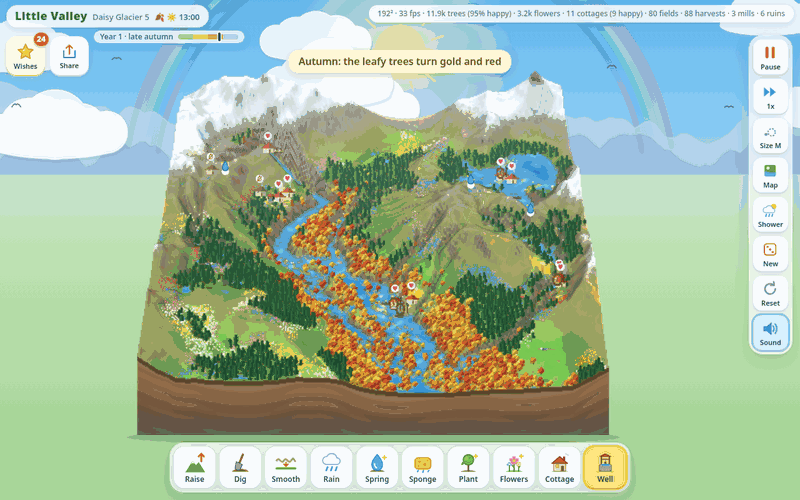 Little Valley Daisy Glacier 5 13:00
192² · 33 fps · 11.9k trees (95% happy) · 3.2k flowers · 11 cottages (9 happy) · 80 fields · 88 harvests · 3 mills · 6 ruins
Year 1 · late autumn
24
Wishes
Share
Autumn: the leafy trees turn gold and red
Pause
1x
Size M
Map
Shower
New
Reset
Sound
Raise
Dig
Smooth
Rain
Spring
Sponge
Plant
Flowers
Cottage
Well